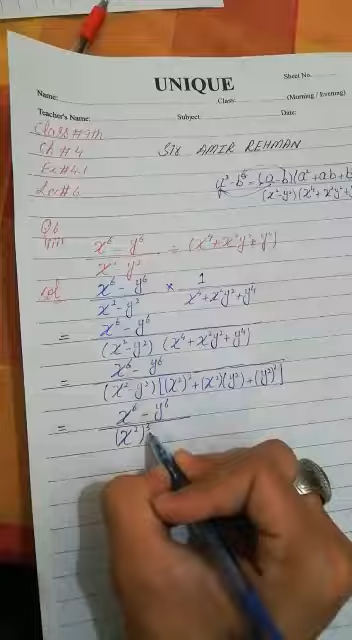 UNIQUE
Sheet No.
Name: Class: (Morning / Evening)
Teacher's Name: Subject: Date:
Class # 9th
Ch # 4 SIR AMIR REHMAN
Ex # 4.1
Lec # 6
a³-b³=(a-b)(a²+ab+b
(x²-y²)(x⁴+x²y²+y
Q6
x⁶ - y⁶ / x² - y² ÷ (x⁴+x²y²+y⁴)
Sol x⁶ - y⁶ / x² - y² × 1 / x⁴+x²y²+y⁴
= x⁶ - y⁶ / (x²-y²) (x⁴+x²y²+y⁴)
= x⁶ - y⁶ / (x²-y²)[(x²)²+(x²)(y²)+(y²)²]
= x⁶ - y⁶ / (x²)³